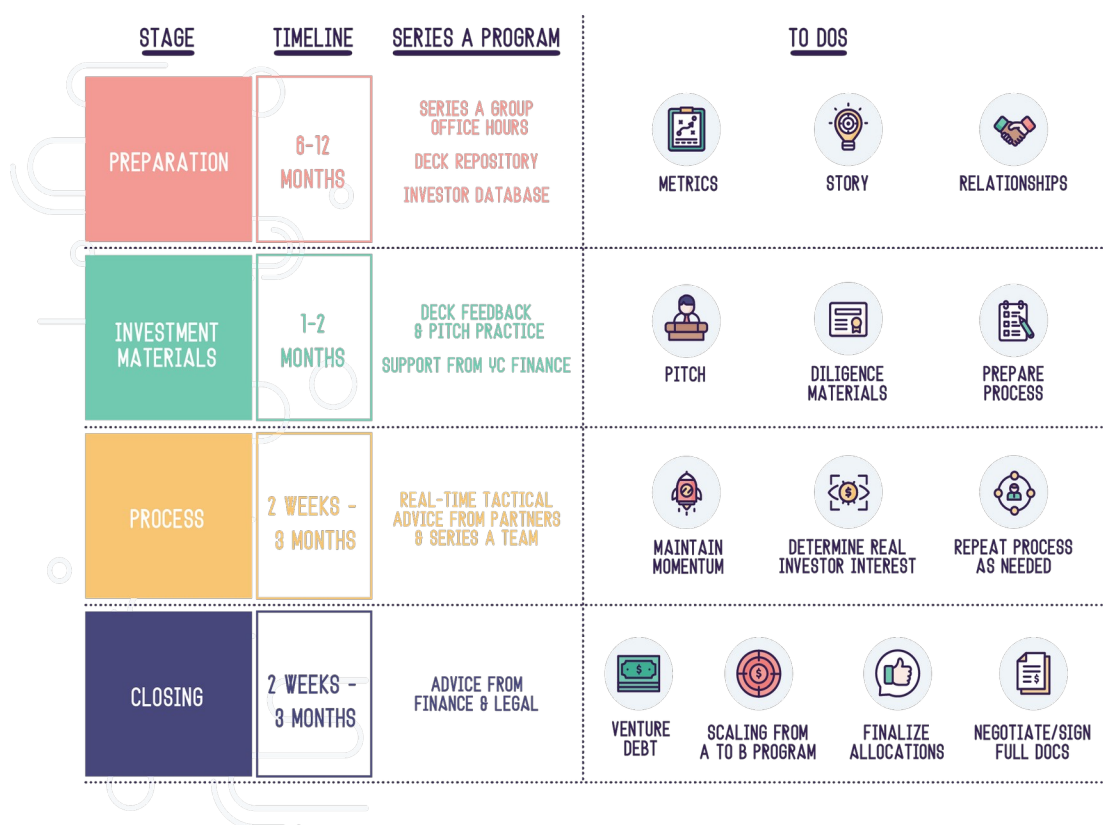 STAGE
TIMELINE
SERIES A PROGRAM
TO DOS
PREPARATION
6-12
MONTHS
SERIES A GROUP
OFFICE HOURS
DECK REPOSITORY
INVESTOR DATABASE
METRICS
STORY
RELATIONSHIPS
INVESTMENT
MATERIALS
1-2
MONTHS
DECK FEEDBACK
& PITCH PRACTICE
SUPPORT FROM YC FINANCE
PITCH
DILIGENCE
MATERIALS
PREPARE
PROCESS
PROCESS
2 WEEKS -
3 MONTHS
REAL-TIME TACTICAL
ADVICE FROM PARTNERS
& SERIES A TEAM
MAINTAIN
MOMENTUM
DETERMINE REAL
INVESTOR INTEREST
REPEAT PROCESS
AS NEEDED
CLOSING
2 WEEKS -
3 MONTHS
ADVICE FROM
FINANCE & LEGAL
VENTURE
DEBT
SCALING FROM
A TO B PROGRAM
FINALIZE
ALLOCATIONS
NEGOTIATE/SIGN
FULL DOCS